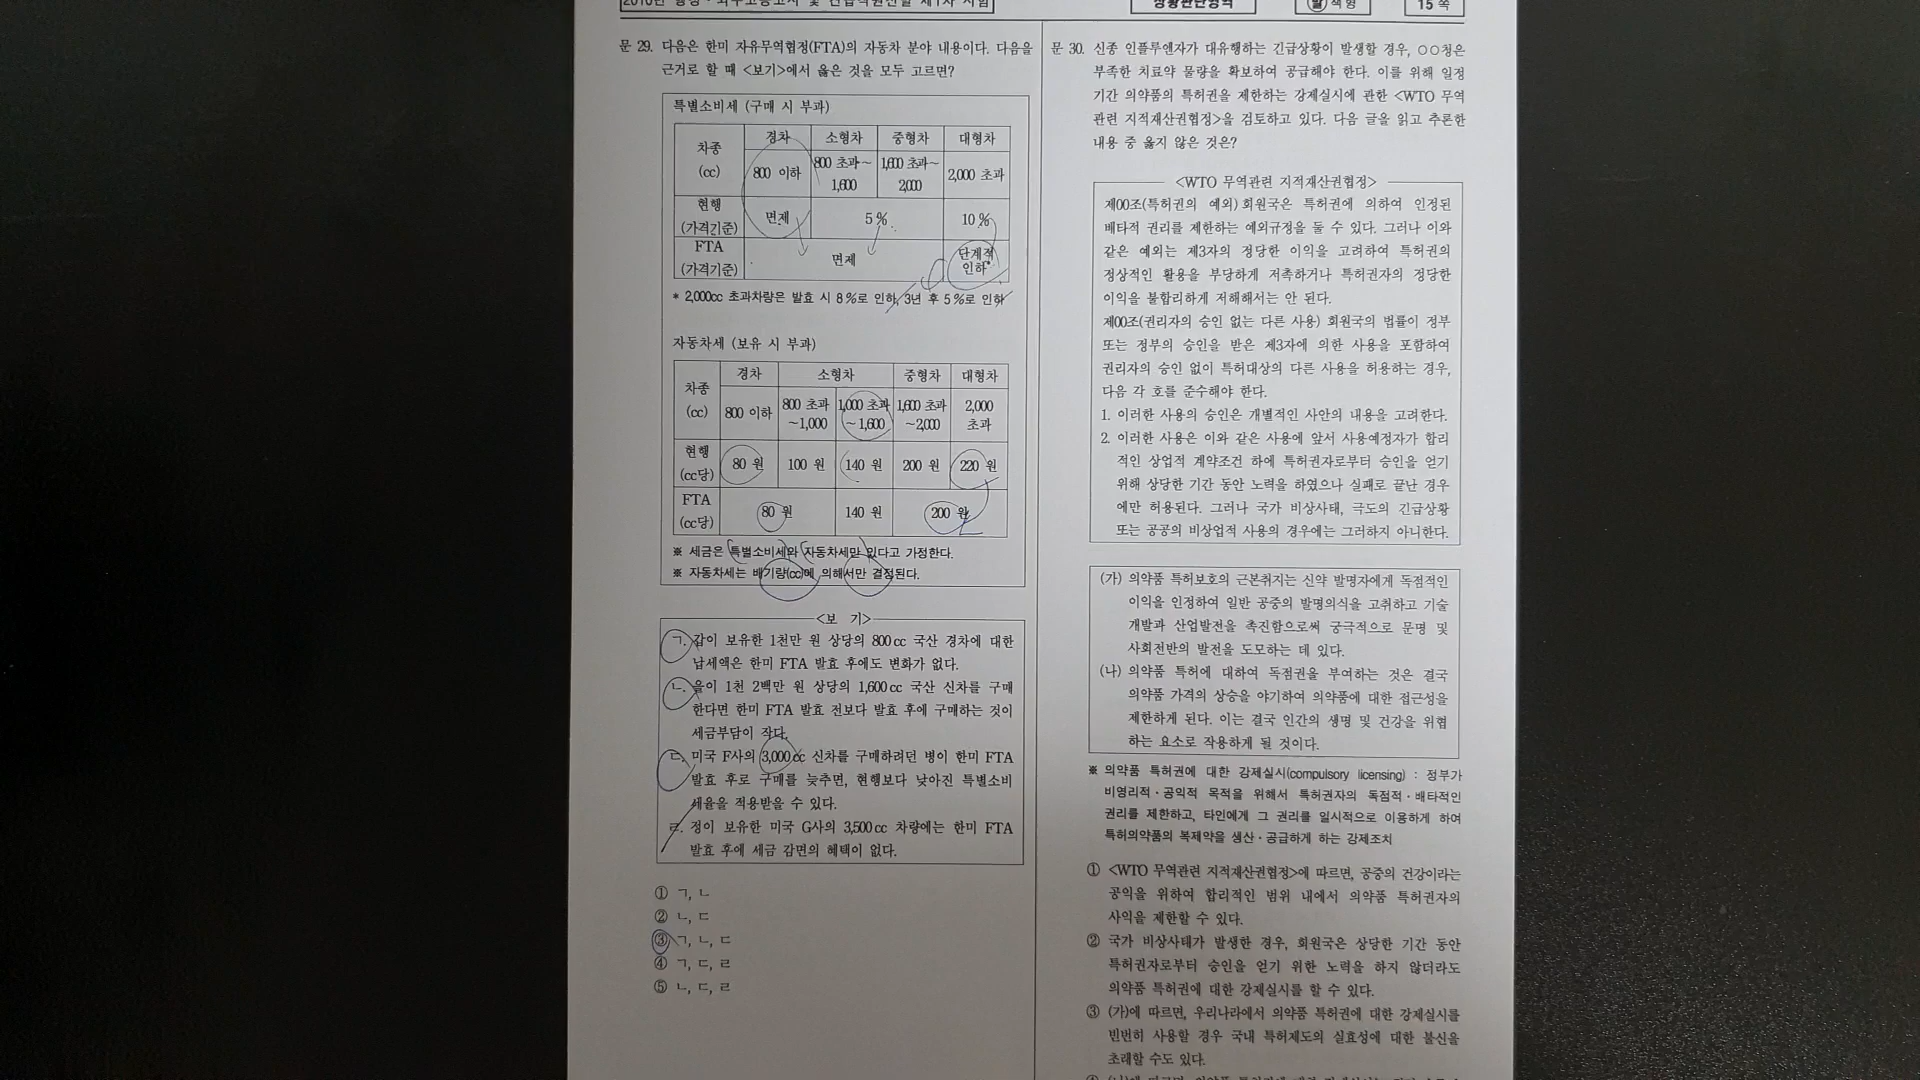 상황판단영역
책형
15 쪽
문 29. 다음은 한미 자유무역협정(FTA)의 자동차 분야 내용이다. 다음을
근거로 할 때 <보기>에서 옳은 것을 모두 고르면?
특별소비세 (구매 시 부과)
차종
(cc)
경차
소형차
중형차
대형차
800 이하
800 초과~
1,600
1,600 초과~
2,000
2,000 초과
현행
(가격기준)
면제
5 %
10 %
FTA
(가격기준)
면제
단계적
인하*
* 2,000cc 초과차량은 발효 시 8%로 인하, 3년 후 5%로 인하
자동차세 (보유 시 부과)
차종
(cc)
경차
소형차
중형차
대형차
800 이하
800 초과
~1,000
1,000 초과
~1,600
1,600 초과
~2,000
2,000
초과
현행
(cc당)
80 원
100 원
140 원
200 원
220 원
FTA
(cc당)
80 원
140 원
200 원
※ 세금은 특별소비세와 자동차세만 있다고 가정한다.
※ 자동차세는 배기량(cc)에 의해서만 결정된다.
<보 기>
ㄱ. 갑이 보유한 1천만 원 상당의 800 cc 국산 경차에 대한
납세액은 한미 FTA 발효 후에도 변화가 없다.
ㄴ. 을이 1천 2백만 원 상당의 1,600 cc 국산 신차를 구매
한다면 한미 FTA 발효 전보다 발효 후에 구매하는 것이
세금부담이 작다.
ㄷ. 미국 F사의 3,000 cc 신차를 구매하려던 병이 한미 FTA
발효 후로 구매를 늦추면, 현행보다 낮아진 특별소비
세율을 적용받을 수 있다.
ㄹ. 정이 보유한 미국 G사의 3,500 cc 차량에는 한미 FTA
발효 후에 세금 감면의 혜택이 없다.
① ㄱ, ㄴ
② ㄴ, ㄷ
③ ㄱ, ㄴ, ㄷ
④ ㄱ, ㄷ, ㄹ
⑤ ㄴ, ㄷ, ㄹ
문 30. 신종 인플루엔자가 대유행하는 긴급상황이 발생할 경우, ○○청은
부족한 치료약 물량을 확보하여 공급해야 한다. 이를 위해 일정
기간 의약품의 특허권을 제한하는 강제실시에 관한 <WTO 무역
관련 지적재산권협정>을 검토하고 있다. 다음 글을 읽고 추론한
내용 중 옳지 않은 것은?
<WTO 무역관련 지적재산권협정>
제00조(특허권의 예외) 회원국은 특허권에 의하여 인정된
배타적 권리를 제한하는 예외규정을 둘 수 있다. 그러나 이와
같은 예외는 제3자의 정당한 이익을 고려하여 특허권의
정상적인 활용을 부당하게 저촉하거나 특허권자의 정당한
이익을 불합리하게 저해해서는 안 된다.
제00조(권리자의 승인 없는 다른 사용) 회원국의 법률이 정부
또는 정부의 승인을 받은 제3자에 의한 사용을 포함하여
권리자의 승인 없이 특허대상의 다른 사용을 허용하는 경우,
다음 각 호를 준수해야 한다.
1. 이러한 사용의 승인은 개별적인 사안의 내용을 고려한다.
2. 이러한 사용은 이와 같은 사용에 앞서 사용예정자가 합리
적인 상업적 계약조건 하에 특허권자로부터 승인을 얻기
위해 상당한 기간 동안 노력을 하였으나 실패로 끝난 경우
에만 허용된다. 그러나 국가 비상사태, 극도의 긴급상황
또는 공공의 비상업적 사용의 경우에는 그러하지 아니한다.
(가) 의약품 특허보호의 근본취지는 신약 발명자에게 독점적인
이익을 인정하여 일반 공중의 발명의식을 고취하고 기술
개발과 산업발전을 촉진함으로써 궁극적으로 문명 및
사회전반의 발전을 도모하는 데 있다.
(나) 의약품 특허에 대하여 독점권을 부여하는 것은 결국
의약품 가격의 상승을 야기하여 의약품에 대한 접근성을
제한하게 된다. 이는 결국 인간의 생명 및 건강을 위협
하는 요소로 작용하게 될 것이다.
※ 의약품 특허권에 대한 강제실시(compulsory licensing) : 정부가
비영리적·공익적 목적을 위해서 특허권자의 독점적·배타적인
권리를 제한하고, 타인에게 그 권리를 일시적으로 이용하게 하여
특허의약품의 복제약을 생산·공급하게 하는 강제조치
① <WTO 무역관련 지적재산권협정>에 따르면, 공중의 건강이라는
공익을 위하여 합리적인 범위 내에서 의약품 특허권자의
사익을 제한할 수 있다.
② 국가 비상사태가 발생한 경우, 회원국은 상당한 기간 동안
특허권자로부터 승인을 얻기 위한 노력을 하지 않더라도
의약품 특허권에 대한 강제실시를 할 수 있다.
③ (가)에 따르면, 우리나라에서 의약품 특허권에 대한 강제실시를
빈번히 사용할 경우 국내 특허제도의 실효성에 대한 불신을
초래할 수도 있다.